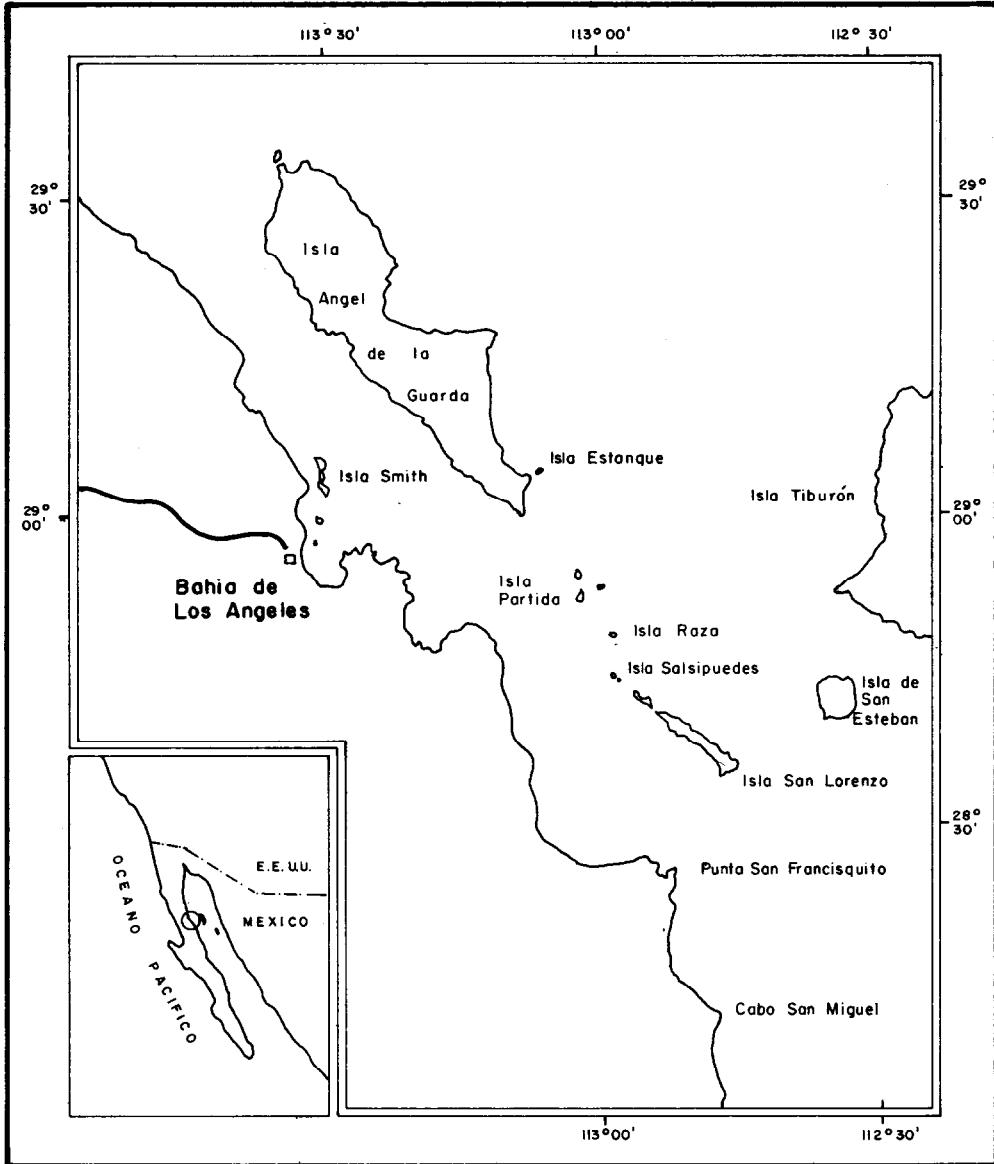 113° 30'
113° 00'
112° 30'
29°
30'
29°
30'
Isla
Angel
de la
Guarda
Isla Estanque
Isla Smith
Isla Tiburón
29°
00'
29°
00'
Bahia de
Los Angeles
Isla
Partida
Isla Raza
Isla Salsipuedes
Isla de
San
Esteban
Isla San Lorenzo
28°
30'
Punta San Francisquito
Cabo San Miguel
E.E.U.U.
MEXICO
OCEANO PACIFICO
113° 00'
112° 30'